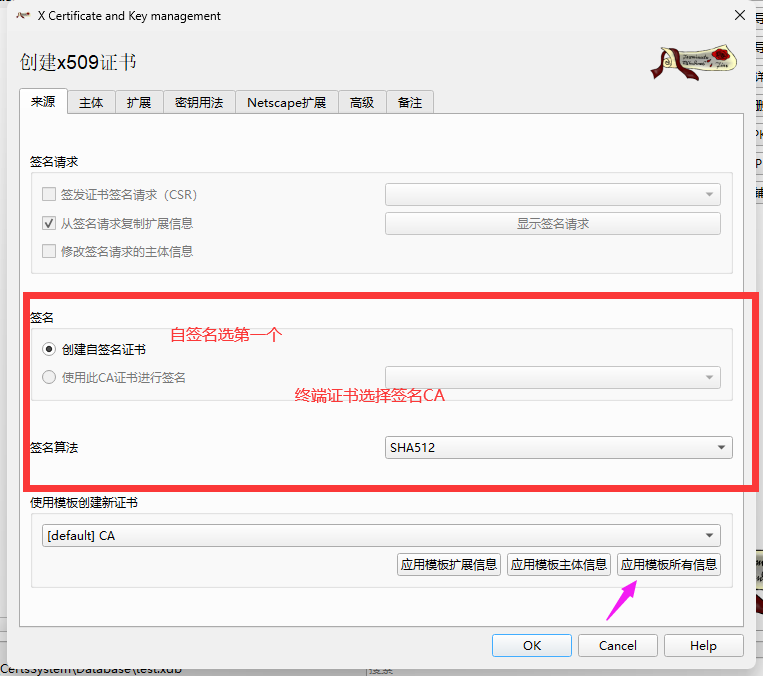 X Certificate and Key management
创建x509证书
来源 主体 扩展 密钥用法 Netscape扩展 高级 备注
签名请求
签发证书签名请求（CSR）
从签名请求复制扩展信息 显示签名请求
修改签名请求的主体信息
签名
自签名选第一个
创建自签名证书
使用此CA证书进行签名
终端证书选择签名CA
签名算法 SHA512
使用模板创建新证书
[default] CA
应用模板扩展信息 应用模板主体信息 应用模板所有信息
OK Cancel Help
CertsSystem\Database\test.xdb 搜索